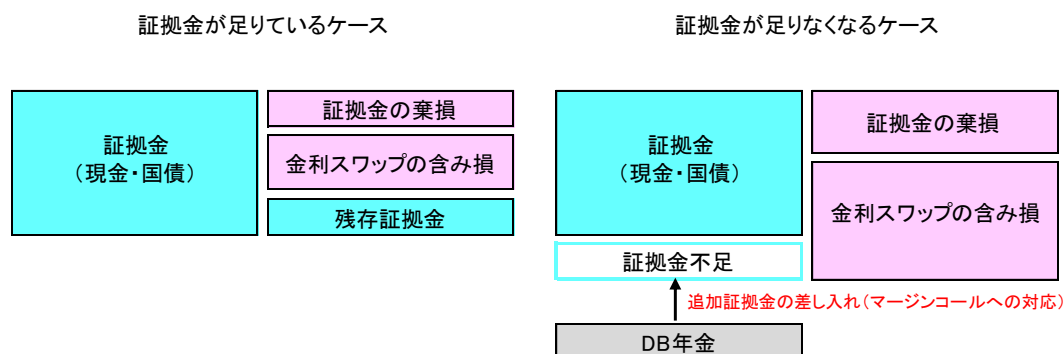 証拠金が足りているケース
証拠金が足りなくなるケース
証拠金
（現金・国債）
証拠金の棄損
金利スワップの含み損
残存証拠金
証拠金
（現金・国債）
証拠金の棄損
金利スワップの含み損
証拠金不足
追加証拠金の差し入れ（マージンコールへの対応）
DB年金